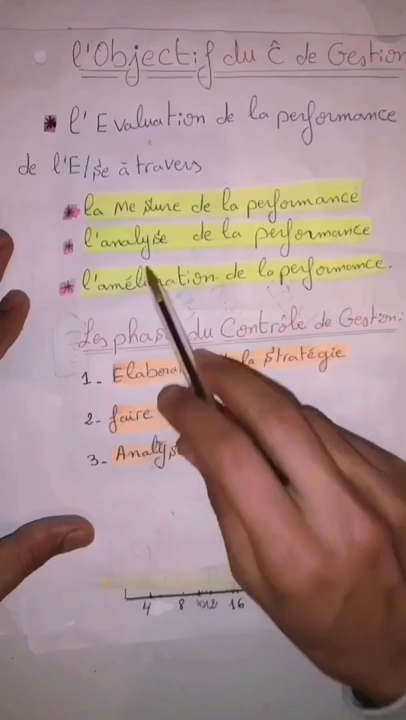 l'Objectif du C̄ de Gestion
* l'Evaluation de la performance
de l'E/se à travers
* la Mesure de la performance
* l'analyse de la performance
* l'amélioration de la performance.
Les phases du Contrôle de Gestion:
1- la Stratégie
2- faire
3-
4 8 12 16